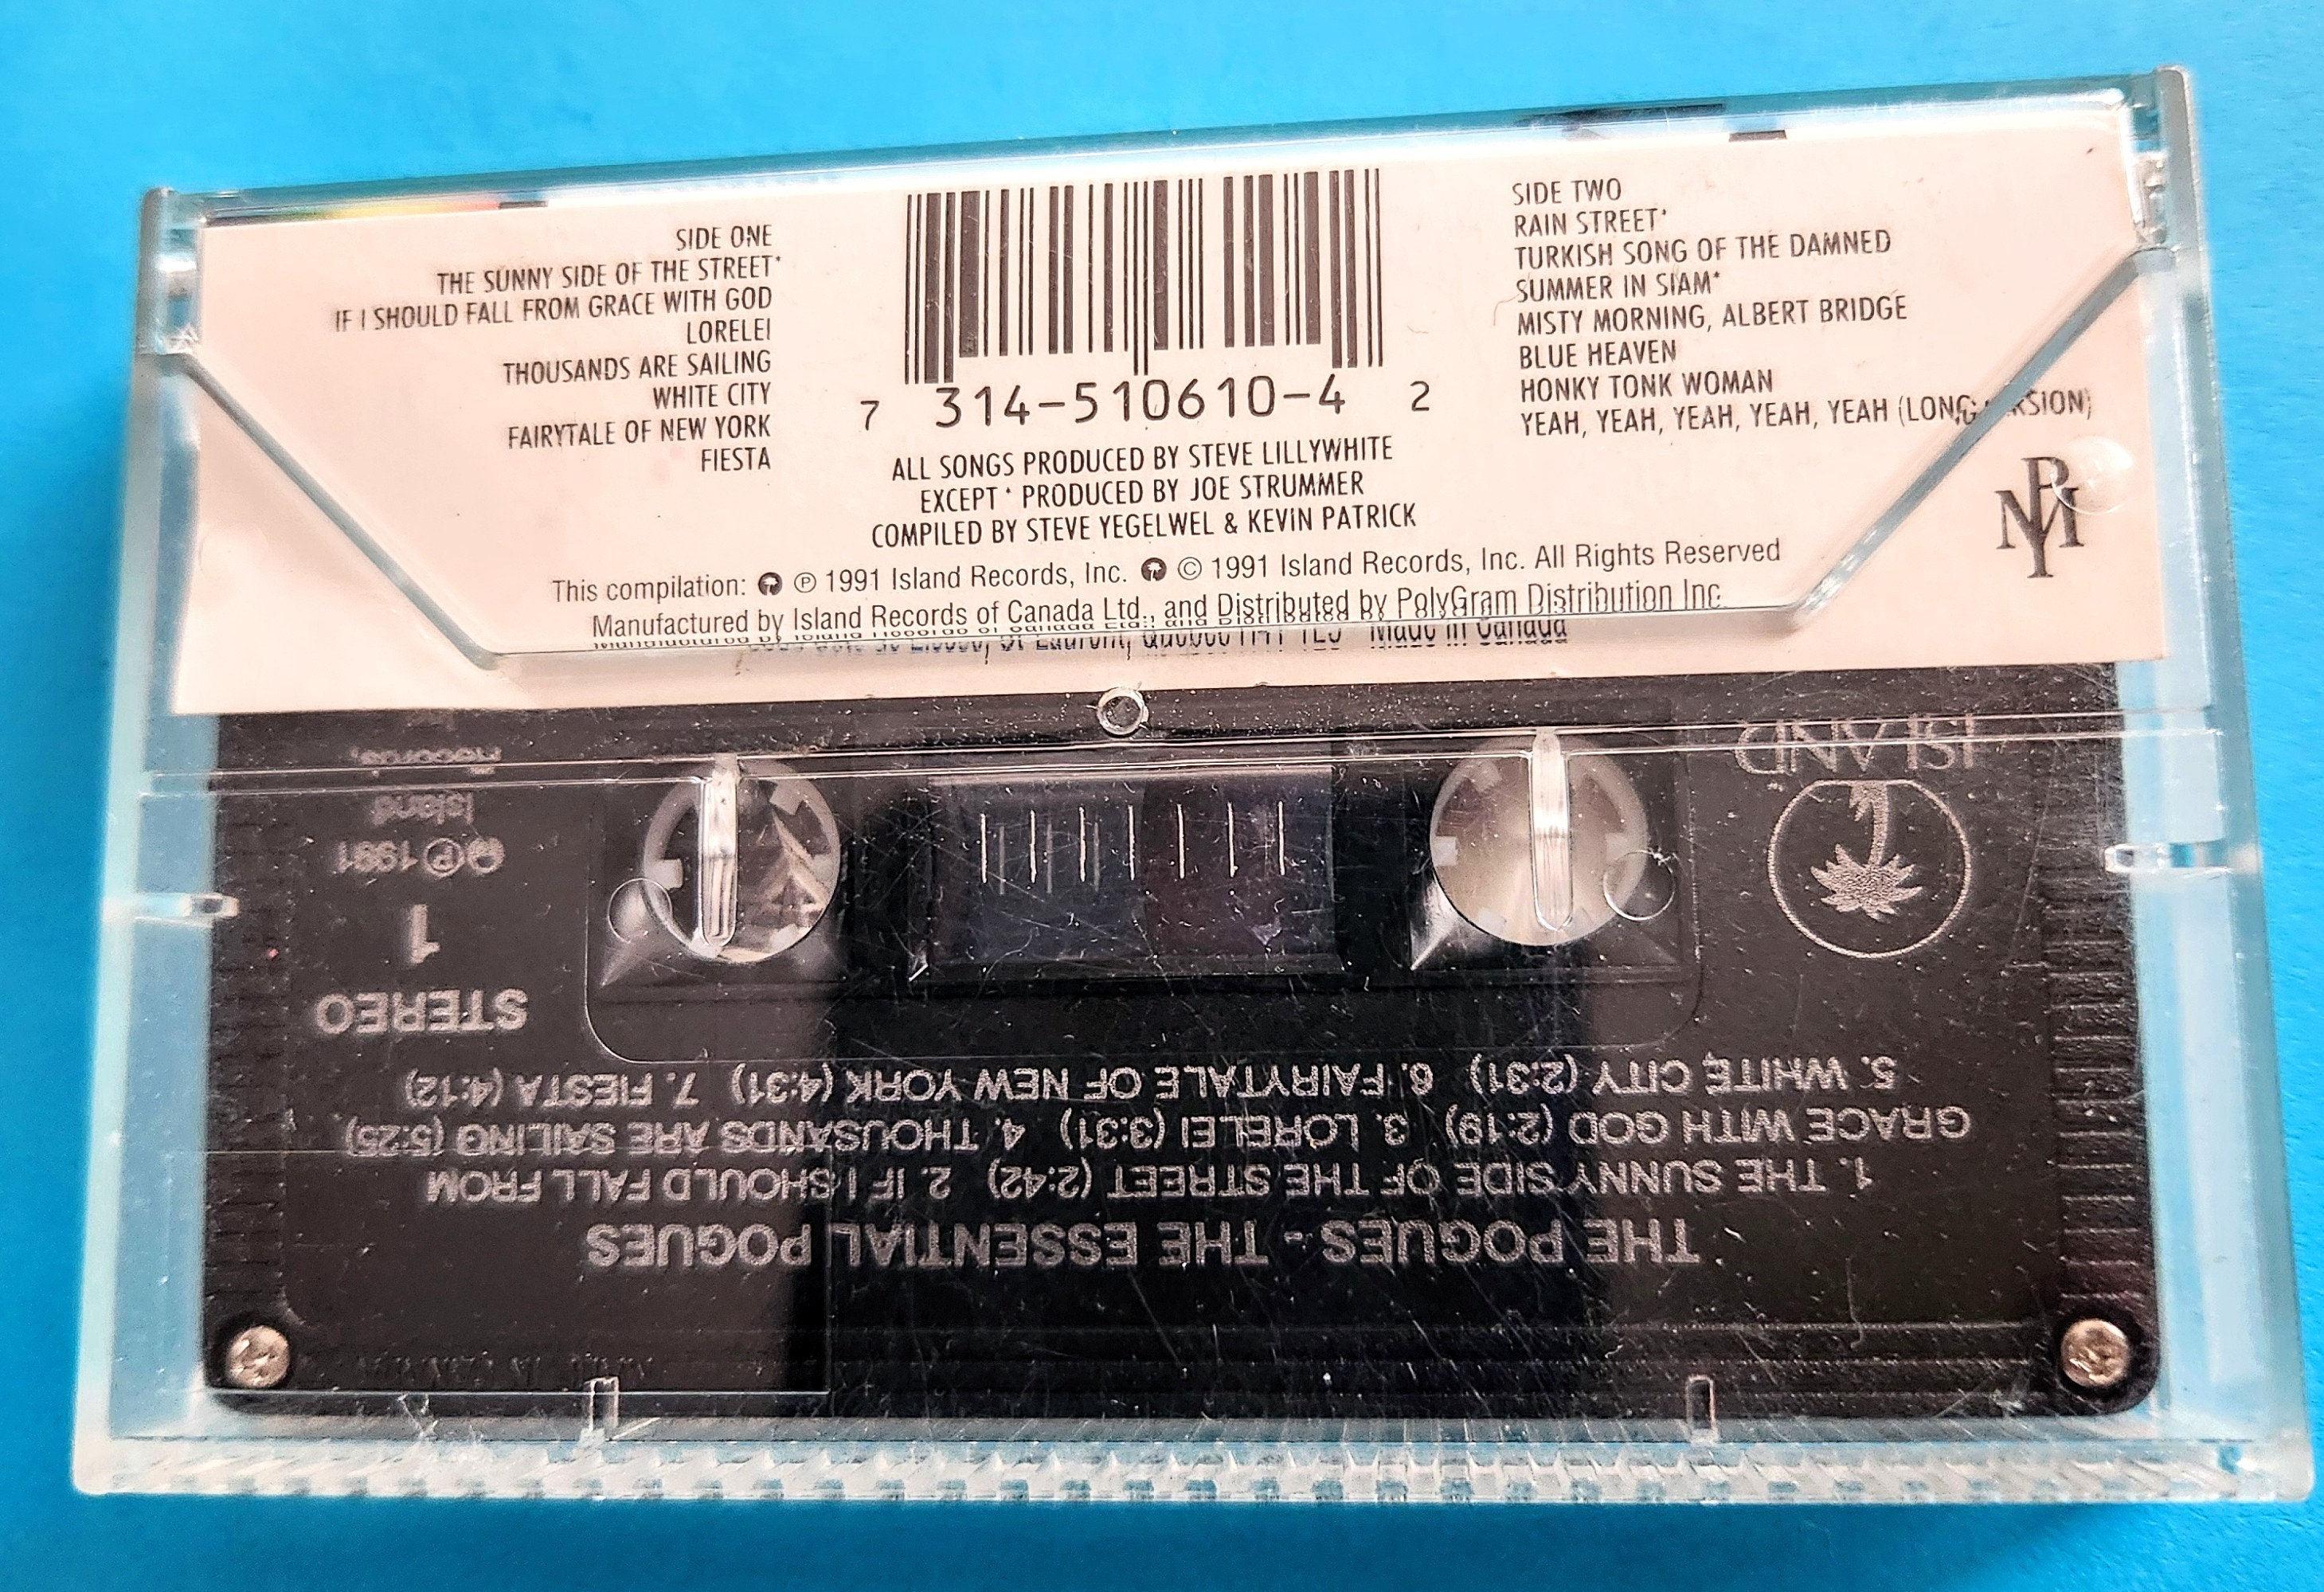 SIDE ONE
THE SUNNY SIDE OF THE STREET*
IF I SHOULD FALL FROM GRACE WITH GOD
LORELEI
THOUSANDS ARE SAILING
WHITE CITY
FAIRYTALE OF NEW YORK
FIESTA
7 314-510610-4 2
ALL SONGS PRODUCED BY STEVE LILLYWHITE
EXCEPT * PRODUCED BY JOE STRUMMER
COMPILED BY STEVE YEGELWEL & KEVIN PATRICK
SIDE TWO
RAIN STREET*
TURKISH SONG OF THE DAMNED
SUMMER IN SIAM*
MISTY MORNING, ALBERT BRIDGE
BLUE HEAVEN
HONKY TONK WOMAN
YEAH, YEAH, YEAH, YEAH, YEAH (LONG VERSION)
PMY
This compilation: ℗ 1991 Island Records, Inc. © 1991 Island Records, Inc. All Rights Reserved
Manufactured by Island Records of Canada Ltd., and Distributed by PolyGram Distribution Inc.
St Laurent, Quebec Made in Canada
THE POGUES - THE ESSENTIAL POGUES
1. THE SUNNY SIDE OF THE STREET (2:42) 2. IF I SHOULD FALL FROM
GRACE WITH GOD (2:19) 3. LORELEI (3:31) 4. THOUSANDS ARE SAILING (5:25)
5. WHITE CITY (2:31) 6. FAIRYTALE OF NEW YORK (4:31) 7. FIESTA (4:12)
STEREO
1
℗ 1991
Island
Records,
ISLAND